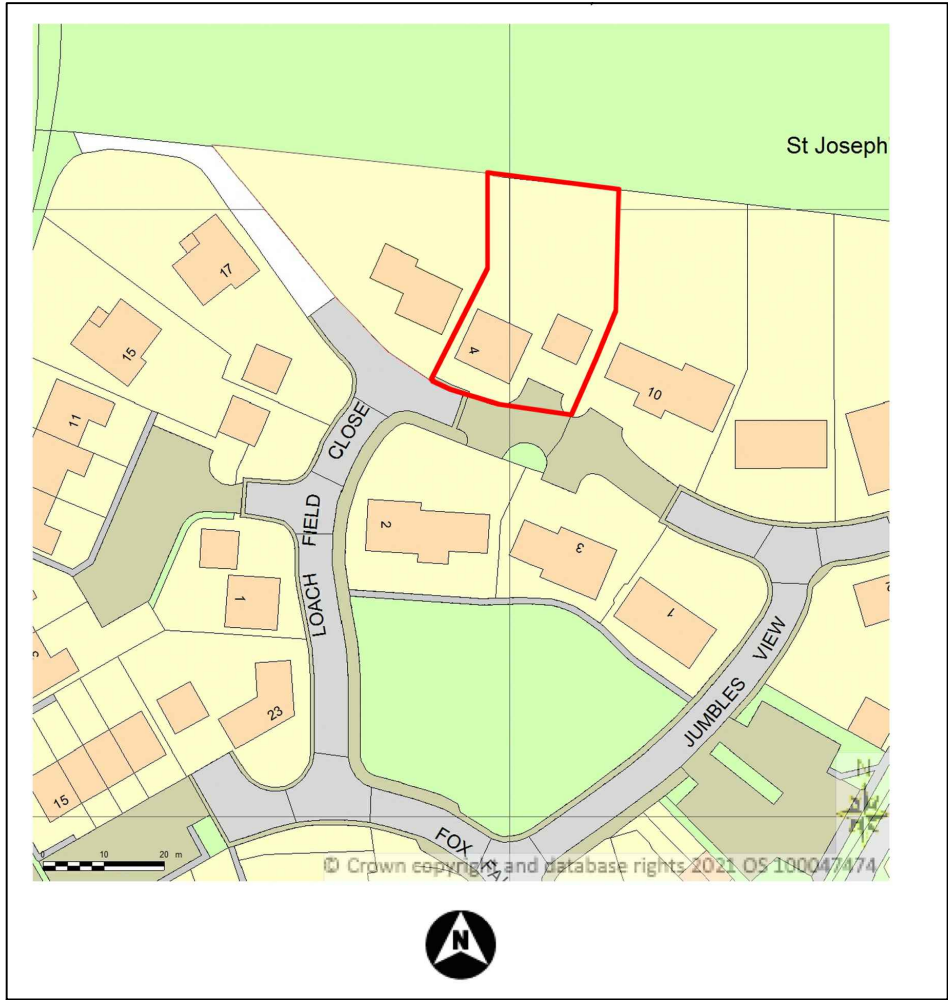 St Joseph
17
15
4
10
11
CLOSE
FIELD
LOACH
2
3
1
1
VIEW
JUMBLES
23
15
FOX
N
10 20 m
© Crown copyright and database rights 2021 OS 100047474
N